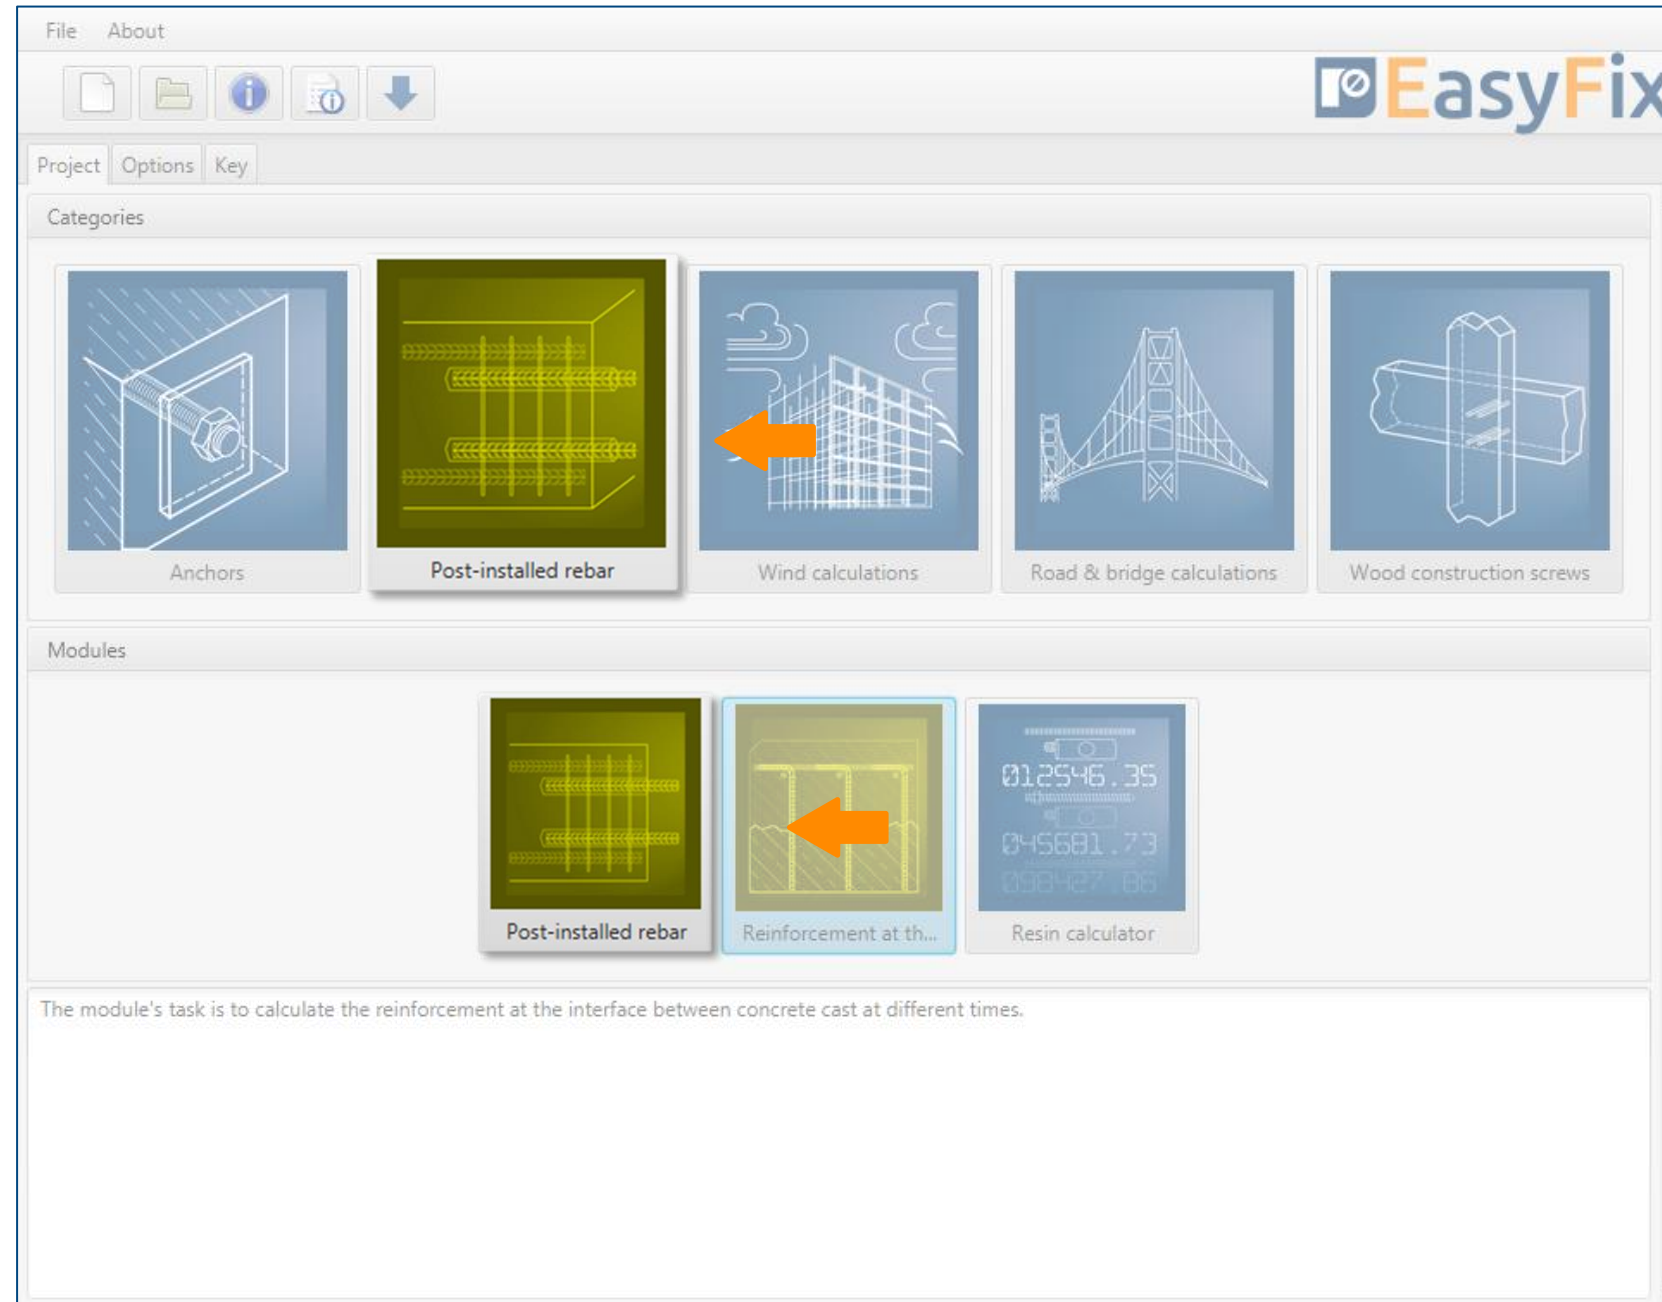 File About
EasyFix
Project Options Key
Categories
Anchors
Post-installed rebar
Wind calculations
Road & bridge calculations
Wood construction screws
Modules
012546.35
045681.73
098427.86
Post-installed rebar
Reinforcement at th...
Resin calculator
The module's task is to calculate the reinforcement at the interface between concrete cast at different times.